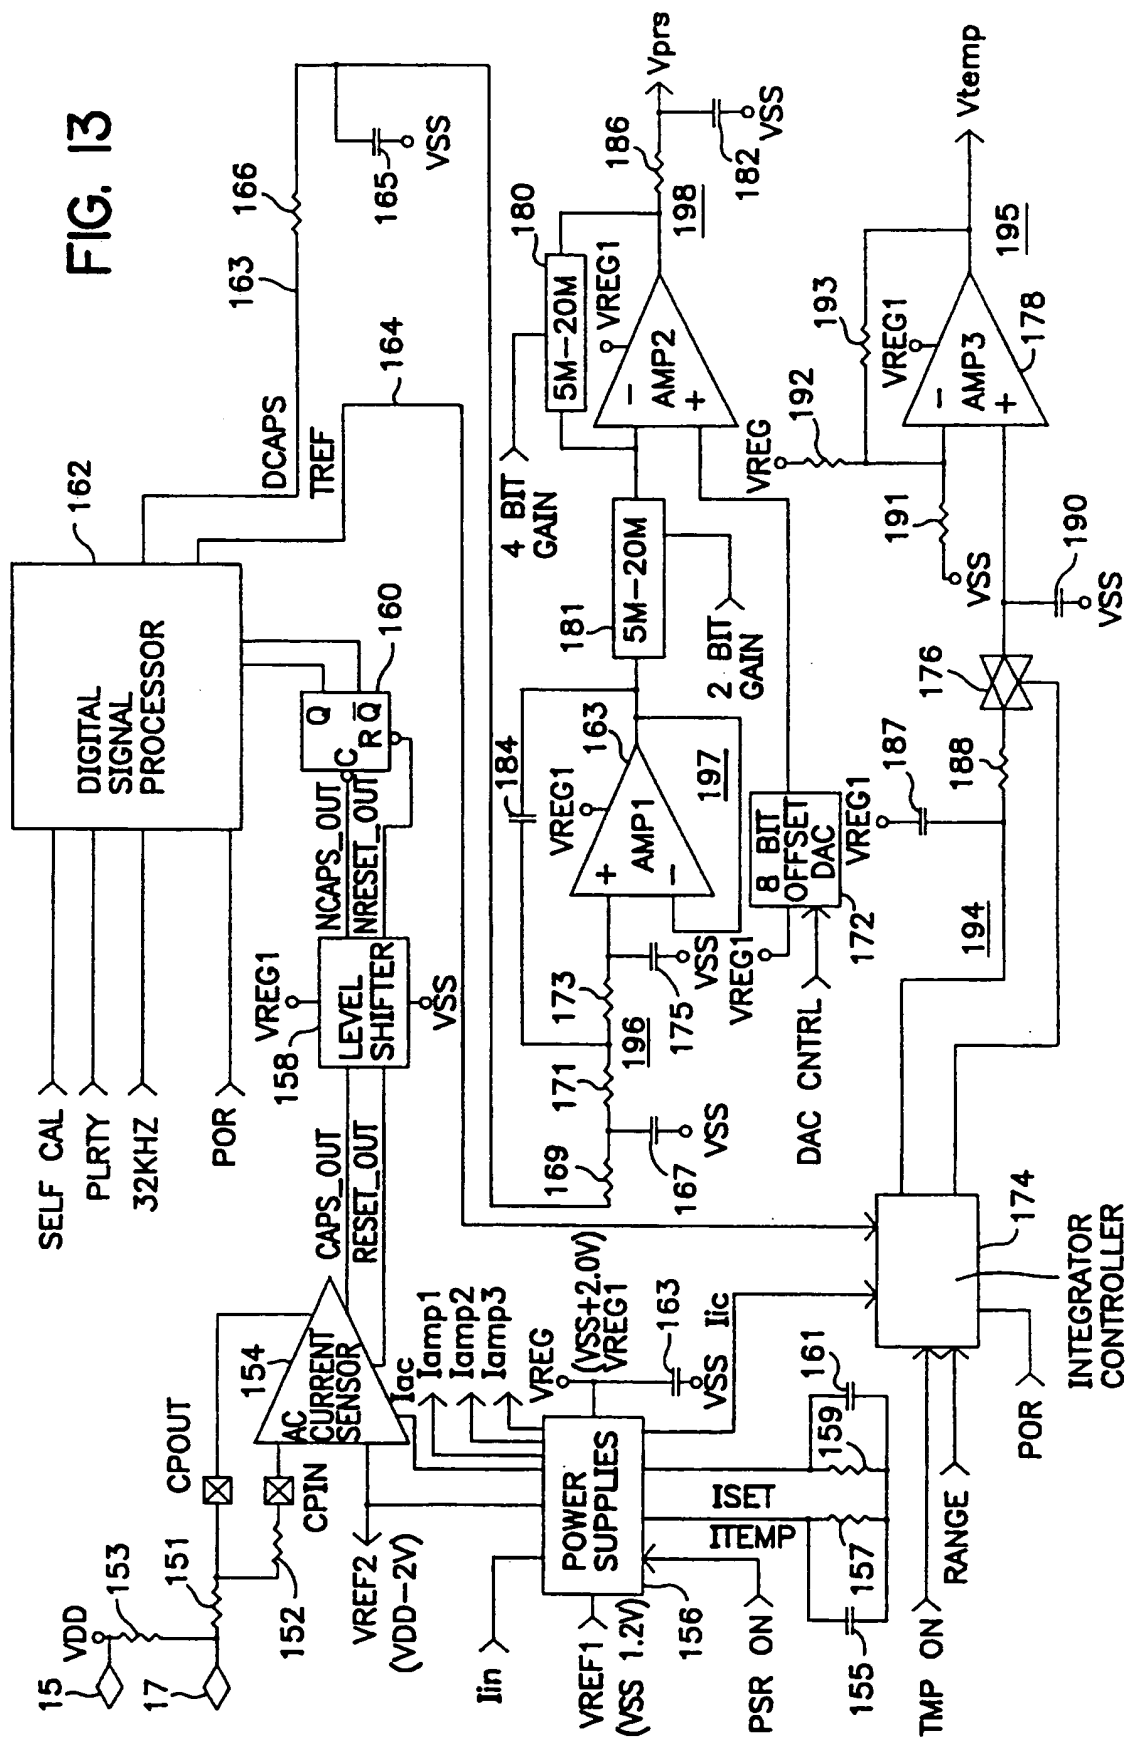 FIG. 13
SELF CAL
PLRTY
32KHZ
POR
DIGITAL
SIGNAL
PROCESSOR
162
DCAPS
TREF
163
166
165
VSS
164
15
17
VDD
153
151
152
CPOUT
CPIN
154
AC
CURRENT
SENSOR
CAPS_OUT
RESET_OUT
158
VREG1
LEVEL
SHIFTER
VSS
NCAPS_OUT
NRESET_OUT
C
R
Q
Q̅
160
VREF2
(VDD–2V)
Iac
Iamp1
Iamp2
Iamp3
Iin
VREF1
(VSS 1.2V)
POWER
SUPPLIES
156
VREG
(VSS+2.0V)
VREG1
163
VSS
Iic
PSR ON
ITEMP
ISET
155
157
159
161
169
167
VSS
171
196
173
175
VSS
184
VREG1
+
AMP1
–
163
197
181
5M–20M
2 BIT
GAIN
4 BIT
GAIN
180
5M–20M
VREG1
–
AMP2
+
198
186
Vprs
182
VSS
DAC CNTRL
VREG1
8 BIT
OFFSET
DAC
172
TMP ON
RANGE
POR
174
INTEGRATOR
CONTROLLER
194
VREG1
187
188
176
190
VSS
VSS
191
VREG
192
193
VREG1
–
AMP3
+
178
195
Vtemp